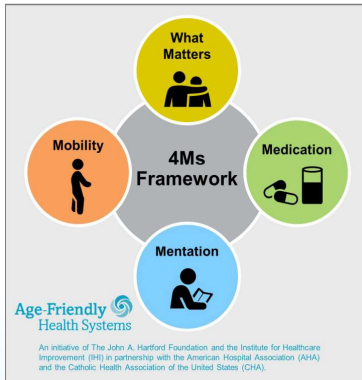 What
Matters
Mobility
4Ms
Framework
Medication
Mentation
Age-Friendly
Health Systems
An initiative of The John A. Hartford Foundation and the Institute for Healthcare
Improvement (IHI) in partnership with the American Hospital Association (AHA)
and the Catholic Health Association of the United States (CHA).